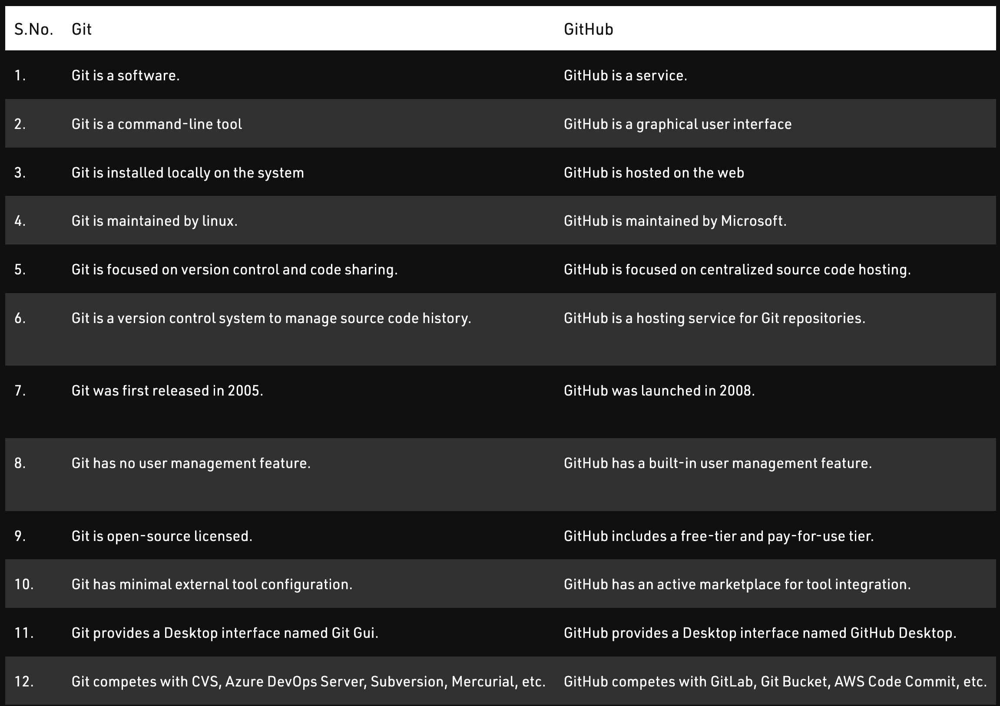 S.No. Git GitHub
1. Git is a software. GitHub is a service.
2. Git is a command-line tool GitHub is a graphical user interface
3. Git is installed locally on the system GitHub is hosted on the web
4. Git is maintained by linux. GitHub is maintained by Microsoft.
5. Git is focused on version control and code sharing. GitHub is focused on centralized source code hosting.
6. Git is a version control system to manage source code history. GitHub is a hosting service for Git repositories.
7. Git was first released in 2005. GitHub was launched in 2008.
8. Git has no user management feature. GitHub has a built-in user management feature.
9. Git is open-source licensed. GitHub includes a free-tier and pay-for-use tier.
10. Git has minimal external tool configuration. GitHub has an active marketplace for tool integration.
11. Git provides a Desktop interface named Git Gui. GitHub provides a Desktop interface named GitHub Desktop.
12. Git competes with CVS, Azure DevOps Server, Subversion, Mercurial, etc. GitHub competes with GitLab, Git Bucket, AWS Code Commit, etc.